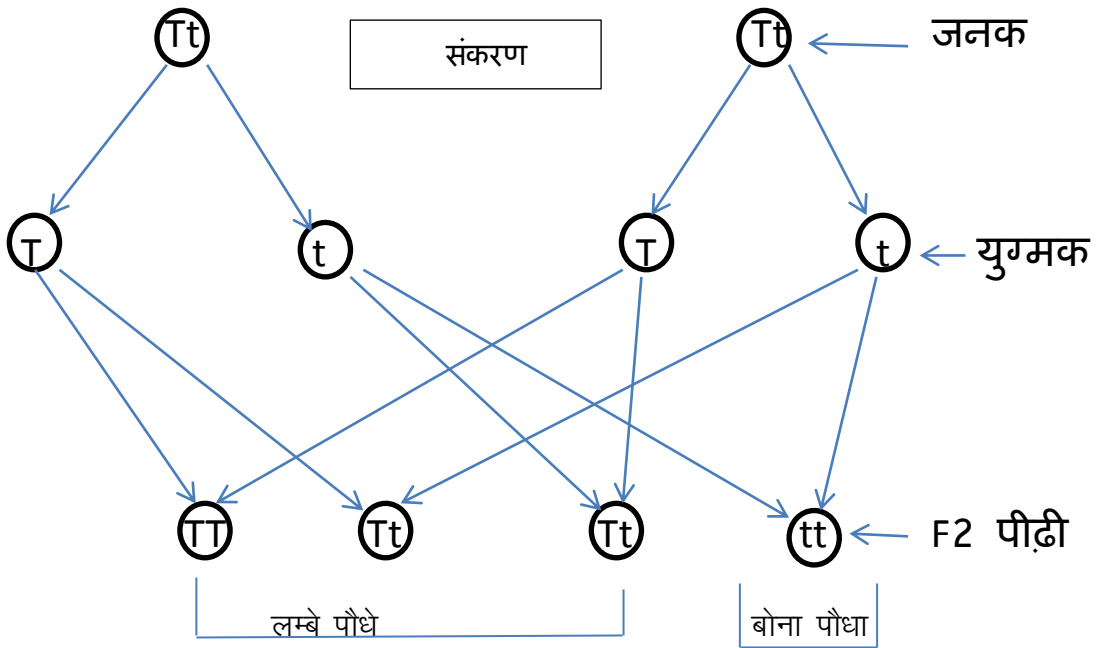 Tt संकरण Tt जनक
T t T t युग्मक
TT Tt Tt tt F2 पीढ़ी
लम्बे पौधे बोना पौधा